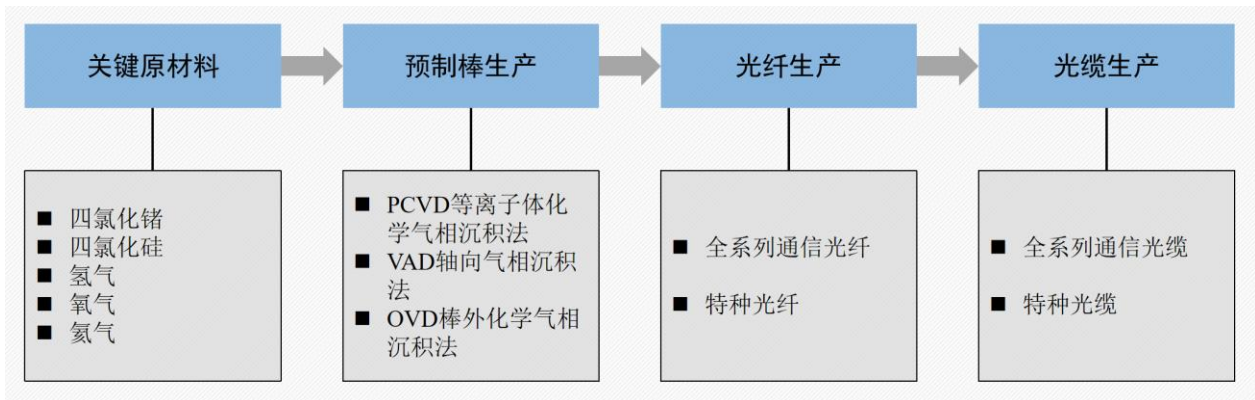 关键原材料
预制棒生产
光纤生产
光缆生产
■ 四氯化锗
■ 四氯化硅
■ 氢气
■ 氧气
■ 氦气
■ PCVD等离子体化
学气相沉积法
■ VAD轴向气相沉积
法
■ OVD棒外化学气相
沉积法
■ 全系列通信光纤
■ 特种光纤
■ 全系列通信光缆
■ 特种光缆